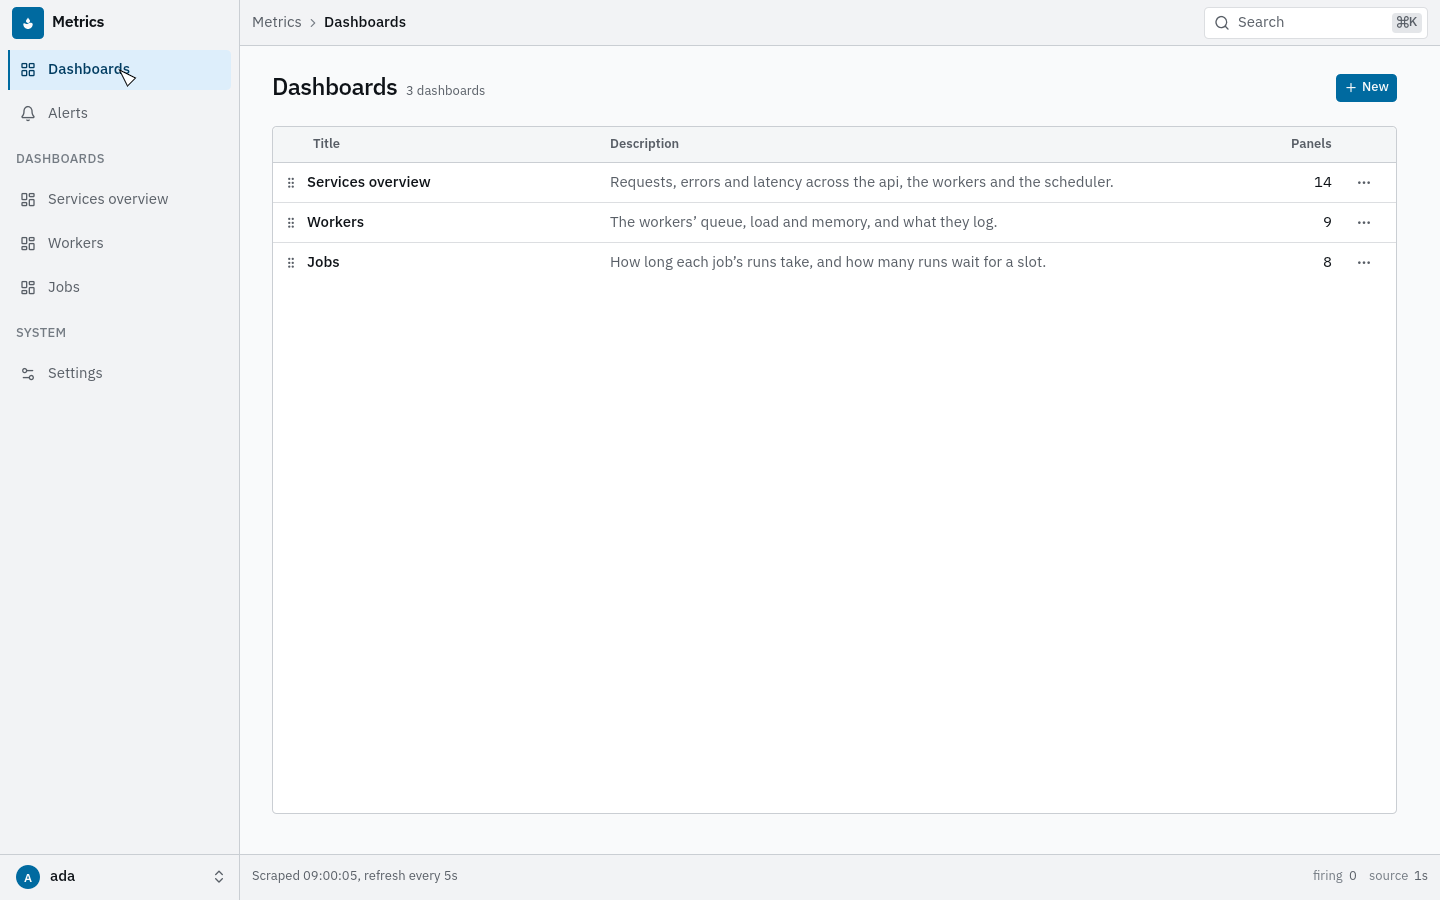 Metrics
Dashboards
Alerts
DASHBOARDS
Services overview
Workers
Jobs
SYSTEM
Settings
A ada
Metrics > Dashboards
Search ⌘K
Dashboards 3 dashboards
+ New
Title Description Panels
Services overview Requests, errors and latency across the api, the workers and the scheduler. 14
Workers The workers’ queue, load and memory, and what they log. 9
Jobs How long each job’s runs take, and how many runs wait for a slot. 8
Scraped 09:00:05, refresh every 5s
firing 0 source 1s